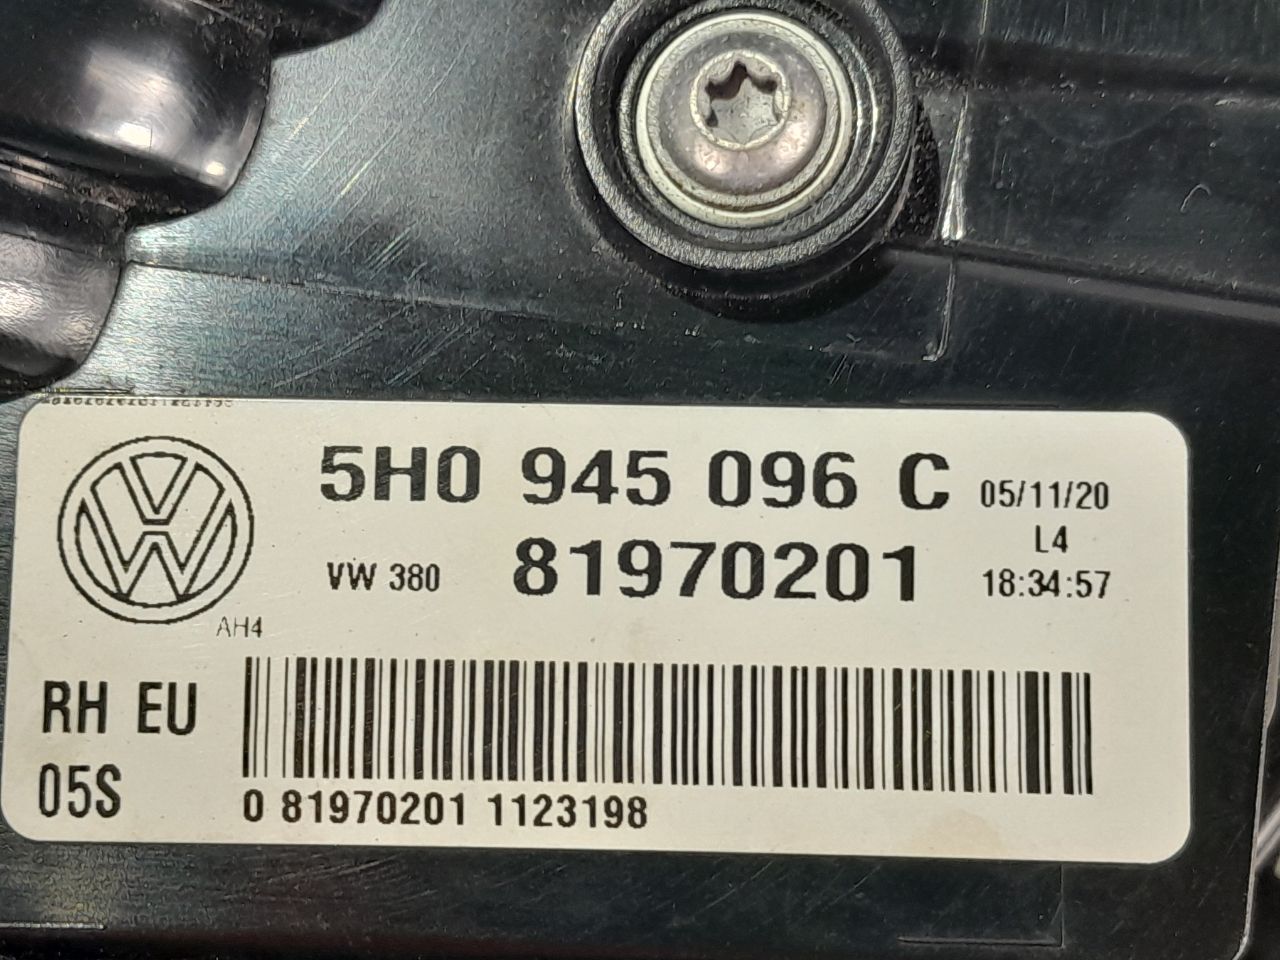 5H0 945 096 C 05/11/20
L4
VW 380 81970201 18:34:57
AH4
RH EU
05S
0 81970201 1123198